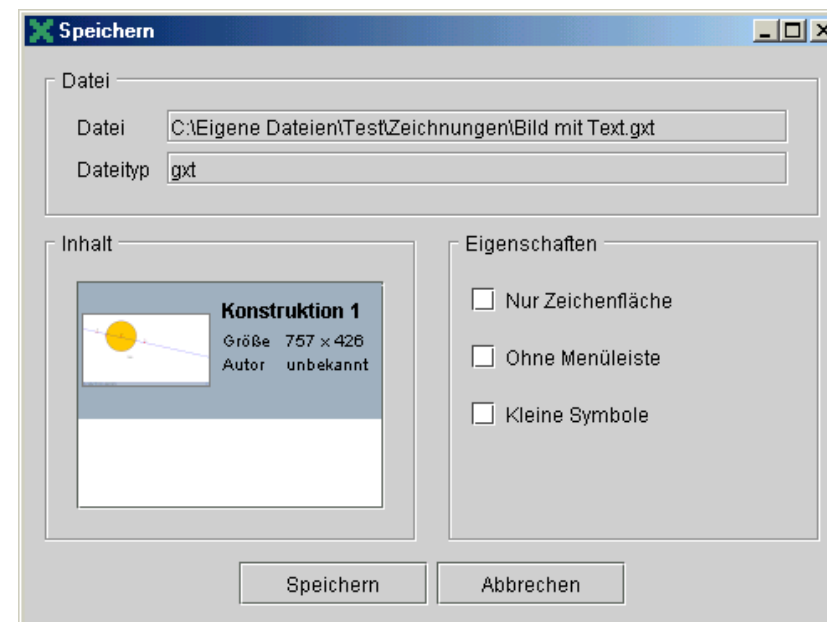 Speichern
Datei
Datei C:\Eigene Dateien\Test\Zeichnungen\Bild mit Text.gxt
Dateityp gxt
Inhalt
Konstruktion 1
Größe 757 × 426
Autor unbekannt
Eigenschaften
Nur Zeichenfläche
Ohne Menüleiste
Kleine Symbole
Speichern Abbrechen